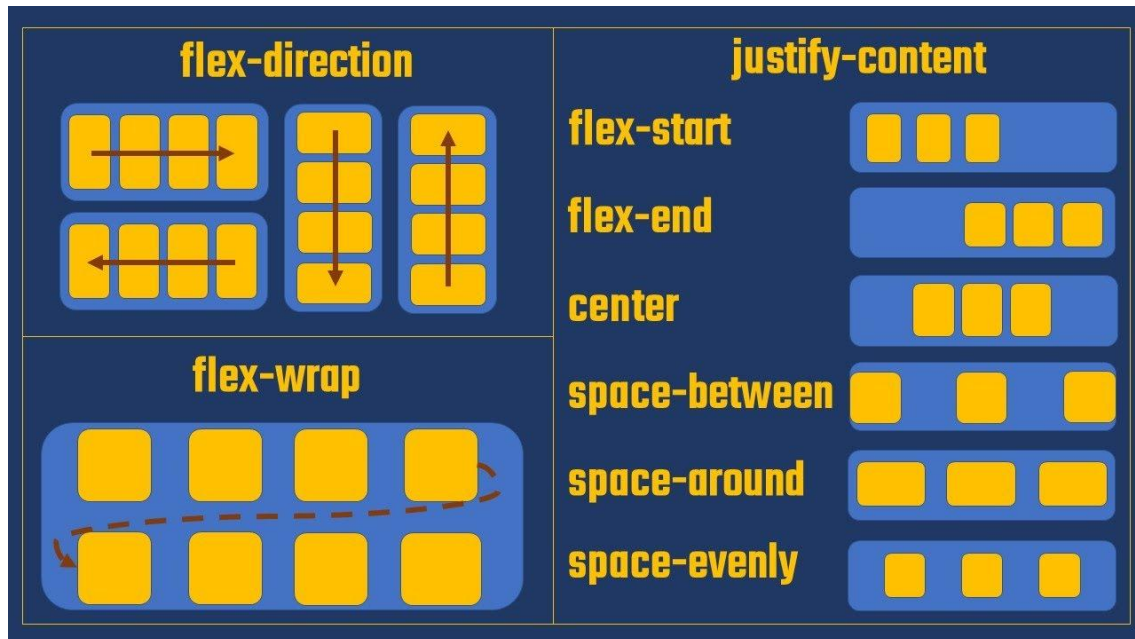 flex-direction
flex-wrap
justify-content
flex-start
flex-end
center
space-between
space-around
space-evenly